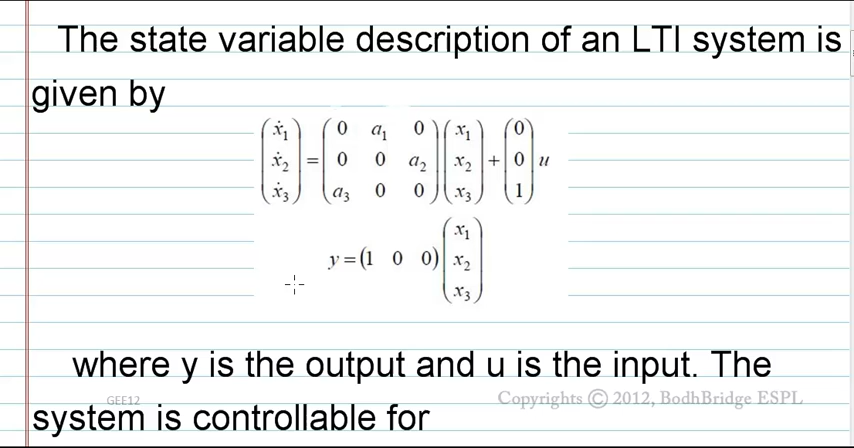 The state variable description of an LTI system is
given by
(ẋ₁ ẋ₂ ẋ₃) = (0 a₁ 0; 0 0 a₂; a₃ 0 0)(x₁ x₂ x₃) + (0 0 1) u
y = (1 0 0)(x₁ x₂ x₃)
where y is the output and u is the input. The
GEE12 Copyrights © 2012, BodhBridge ESPL
system is controllable for